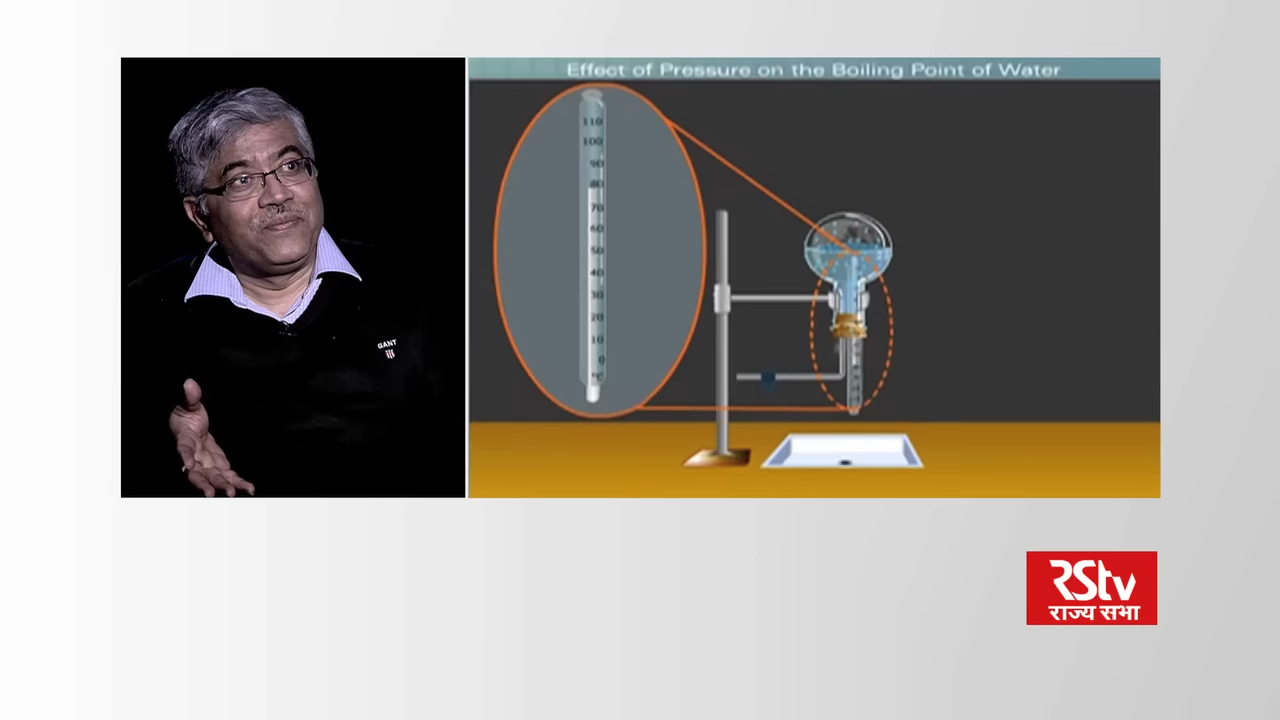 Effect of Pressure on the Boiling Point of Water
110
100
90
80
70
60
50
40
30
20
10
0
°C
GANT
RStv
राज्य सभा